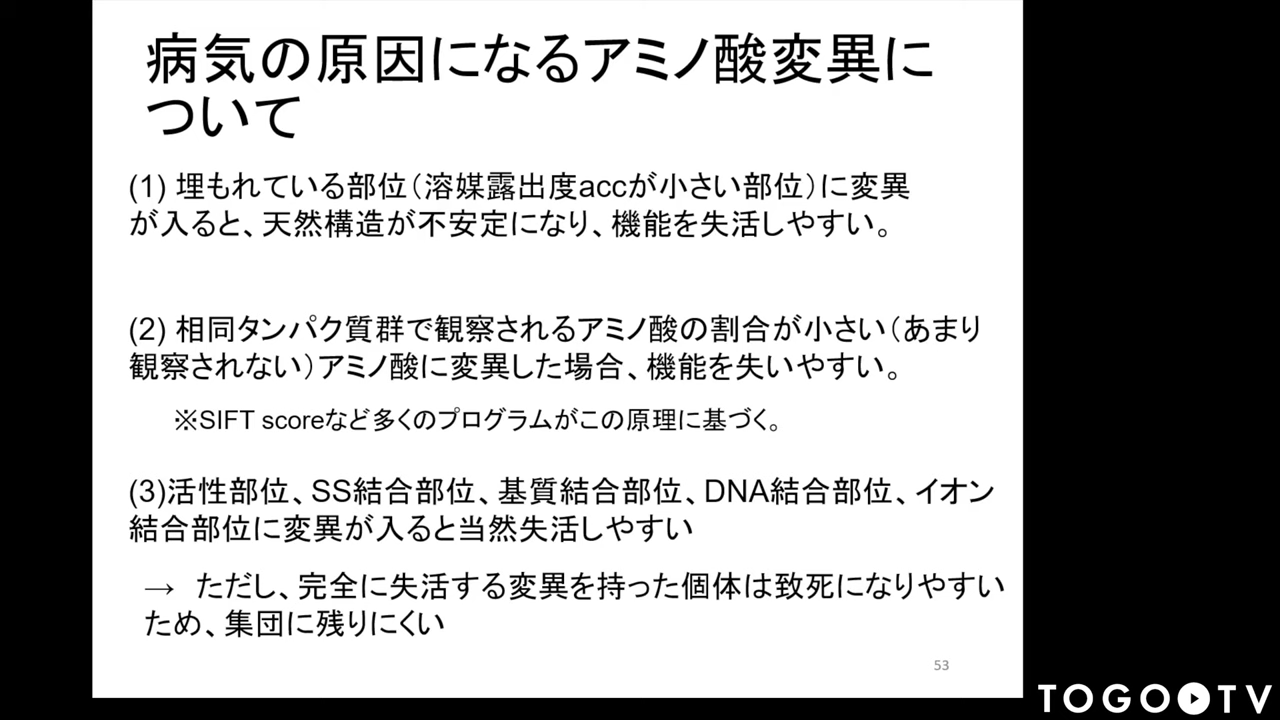 病気の原因になるアミノ酸変異に
ついて
(1) 埋もれている部位（溶媒露出度accが小さい部位）に変異
が入ると、天然構造が不安定になり、機能を失活しやすい。
(2) 相同タンパク質群で観察されるアミノ酸の割合が小さい（あまり
観察されない）アミノ酸に変異した場合、機能を失いやすい。
※SIFT scoreなど多くのプログラムがこの原理に基づく。
(3)活性部位、SS結合部位、基質結合部位、DNA結合部位、イオン
結合部位に変異が入ると当然失活しやすい
→ ただし、完全に失活する変異を持った個体は致死になりやすい
ため、集団に残りにくい
53
TOGO TV